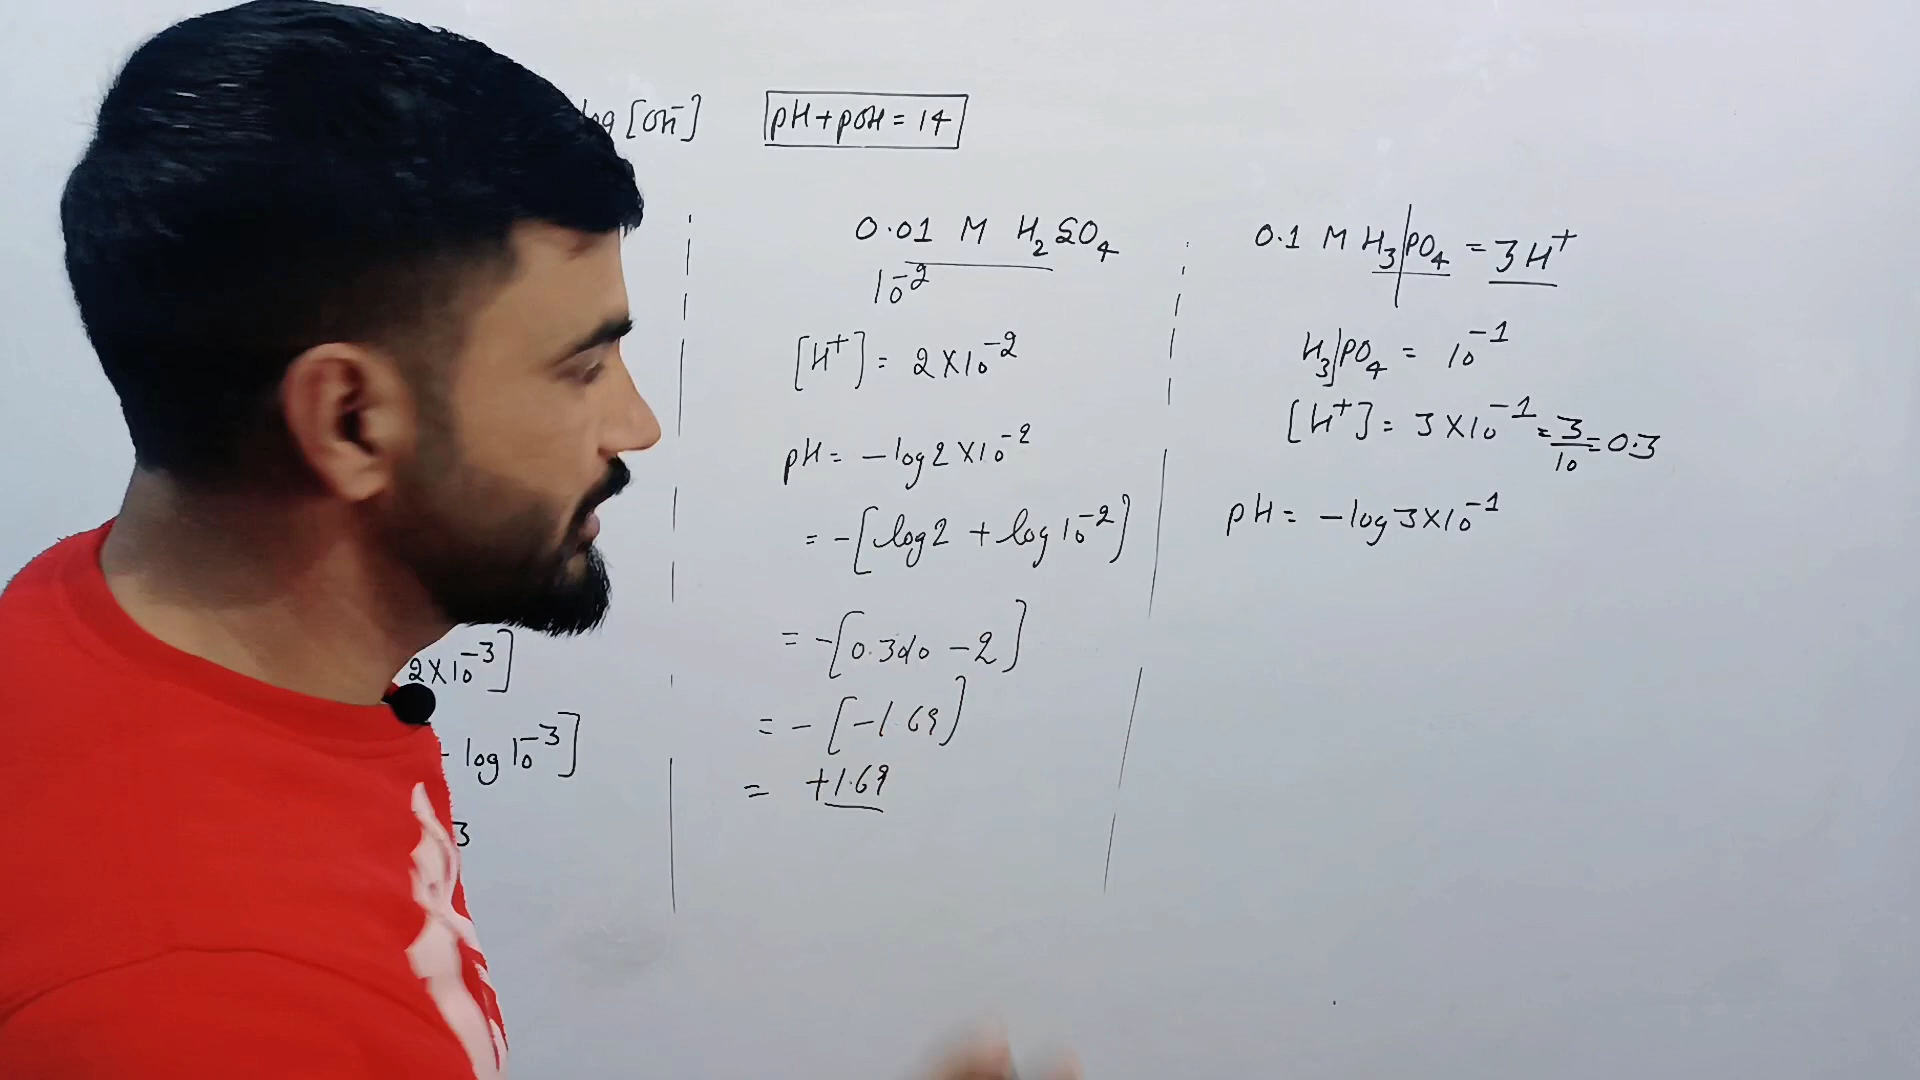 log [OH⁻] pH + pOH = 14
2 X 10⁻³]
- log 10⁻³]
3
0.01 M H₂SO₄
10⁻²
[H⁺] = 2 X 10⁻²
pH = - log 2 X 10⁻²
= - [log 2 + log 10⁻²]
= - [0.3010 - 2]
= - [-1.69]
= +1.69
0.1 M H₃PO₄ = 3H⁺
H₃PO₄ = 10⁻¹
[H⁺] = 3 X 10⁻¹ = 3/10 = 0.3
pH = - log 3 X 10⁻¹